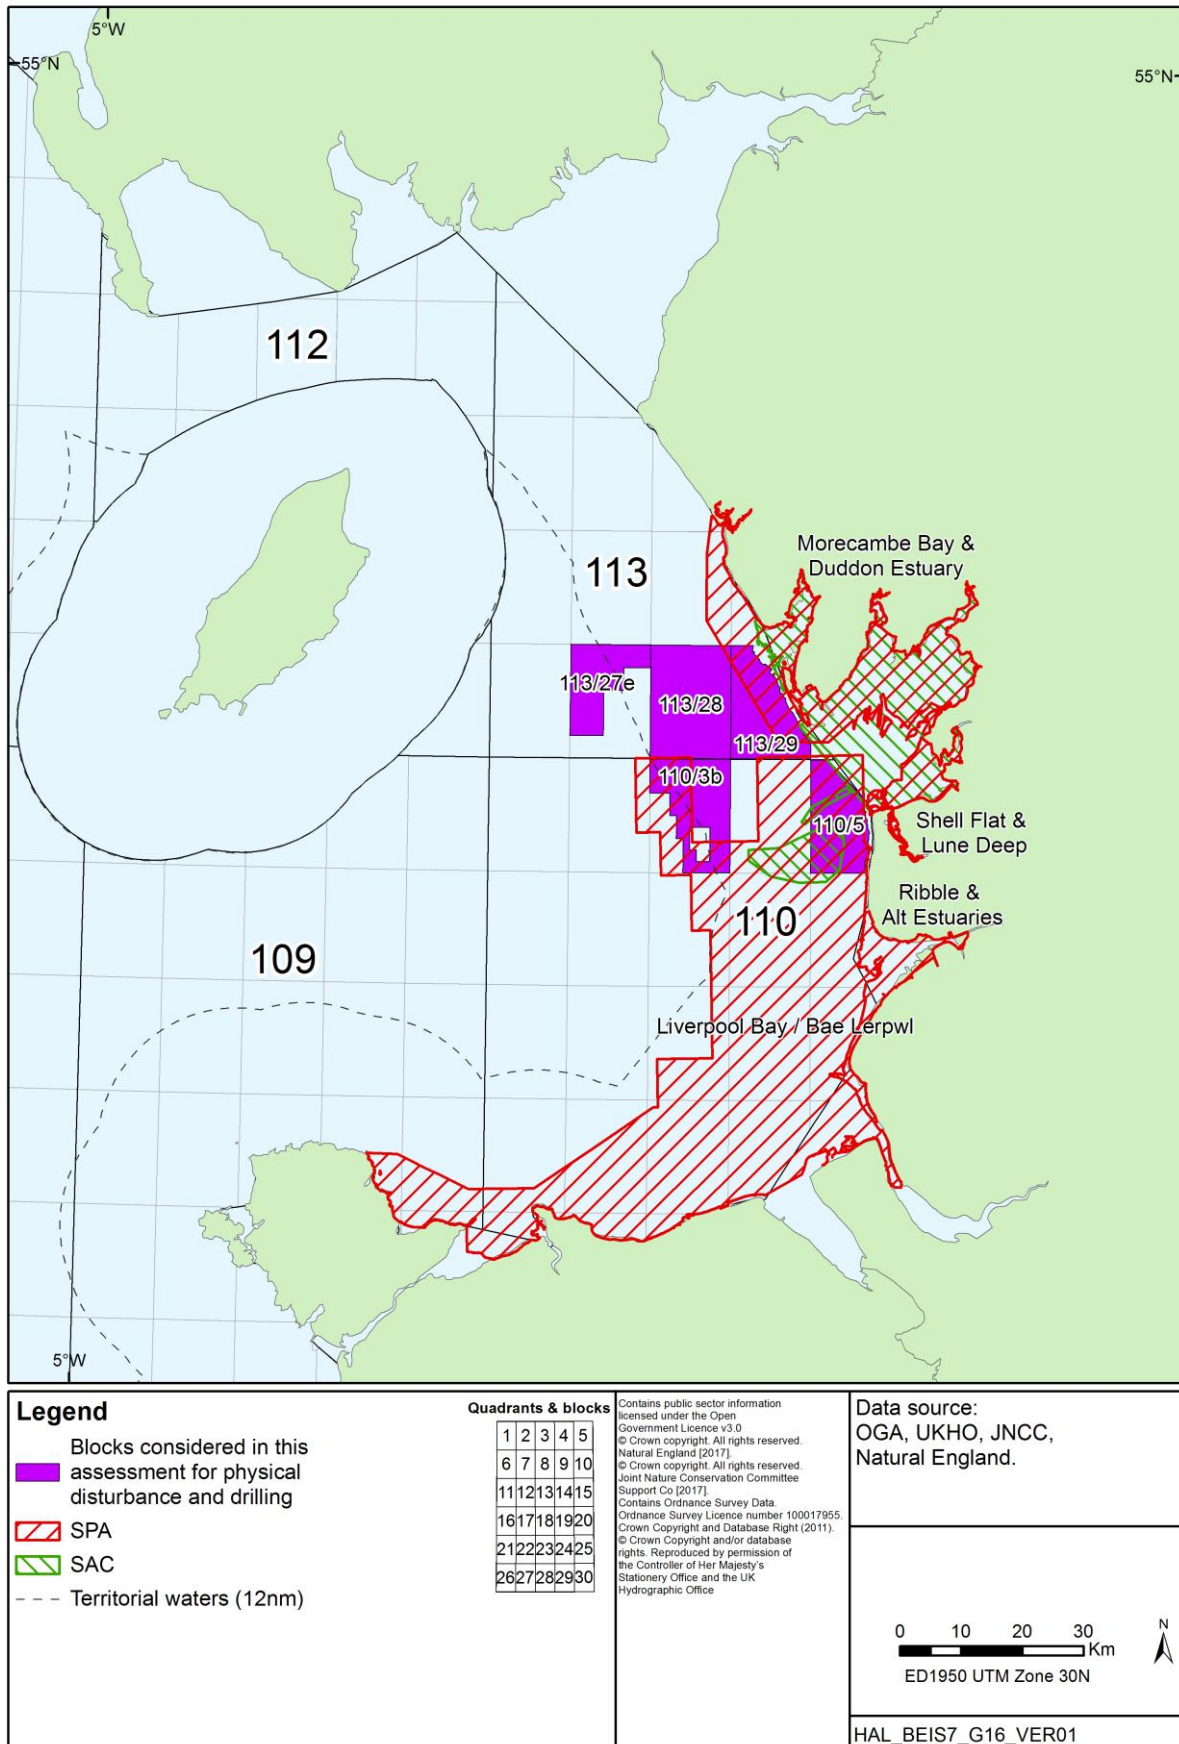 5°W
55°N
55°N
112
113
Morecambe Bay &
Duddon Estuary
113/27e
113/28
113/29
110/3b
110/5
Shell Flat &
Lune Deep
Ribble &
Alt Estuaries
110
109
Liverpool Bay / Bae Lerpwl
5°W
Legend
Blocks considered in this
assessment for physical
disturbance and drilling
SPA
SAC
Territorial waters (12nm)
Quadrants & blocks
1 2 3 4 5
6 7 8 9 10
11 12 13 14 15
16 17 18 19 20
21 22 23 24 25
26 27 28 29 30
Contains public sector information
licensed under the Open
Government Licence v3.0
© Crown copyright. All rights reserved.
Natural England [2017].
© Crown copyright. All rights reserved.
Joint Nature Conservation Committee
Support Co [2017].
Contains Ordnance Survey Data.
Ordnance Survey Licence number 100017955.
Crown Copyright and Database Right (2011).
© Crown Copyright and/or database
rights. Reproduced by permission of
the Controller of Her Majesty's
Stationery Office and the UK
Hydrographic Office
Data source:
OGA, UKHO, JNCC,
Natural England.
0 10 20 30
Km
N
ED1950 UTM Zone 30N
HAL_BEIS7_G16_VER01